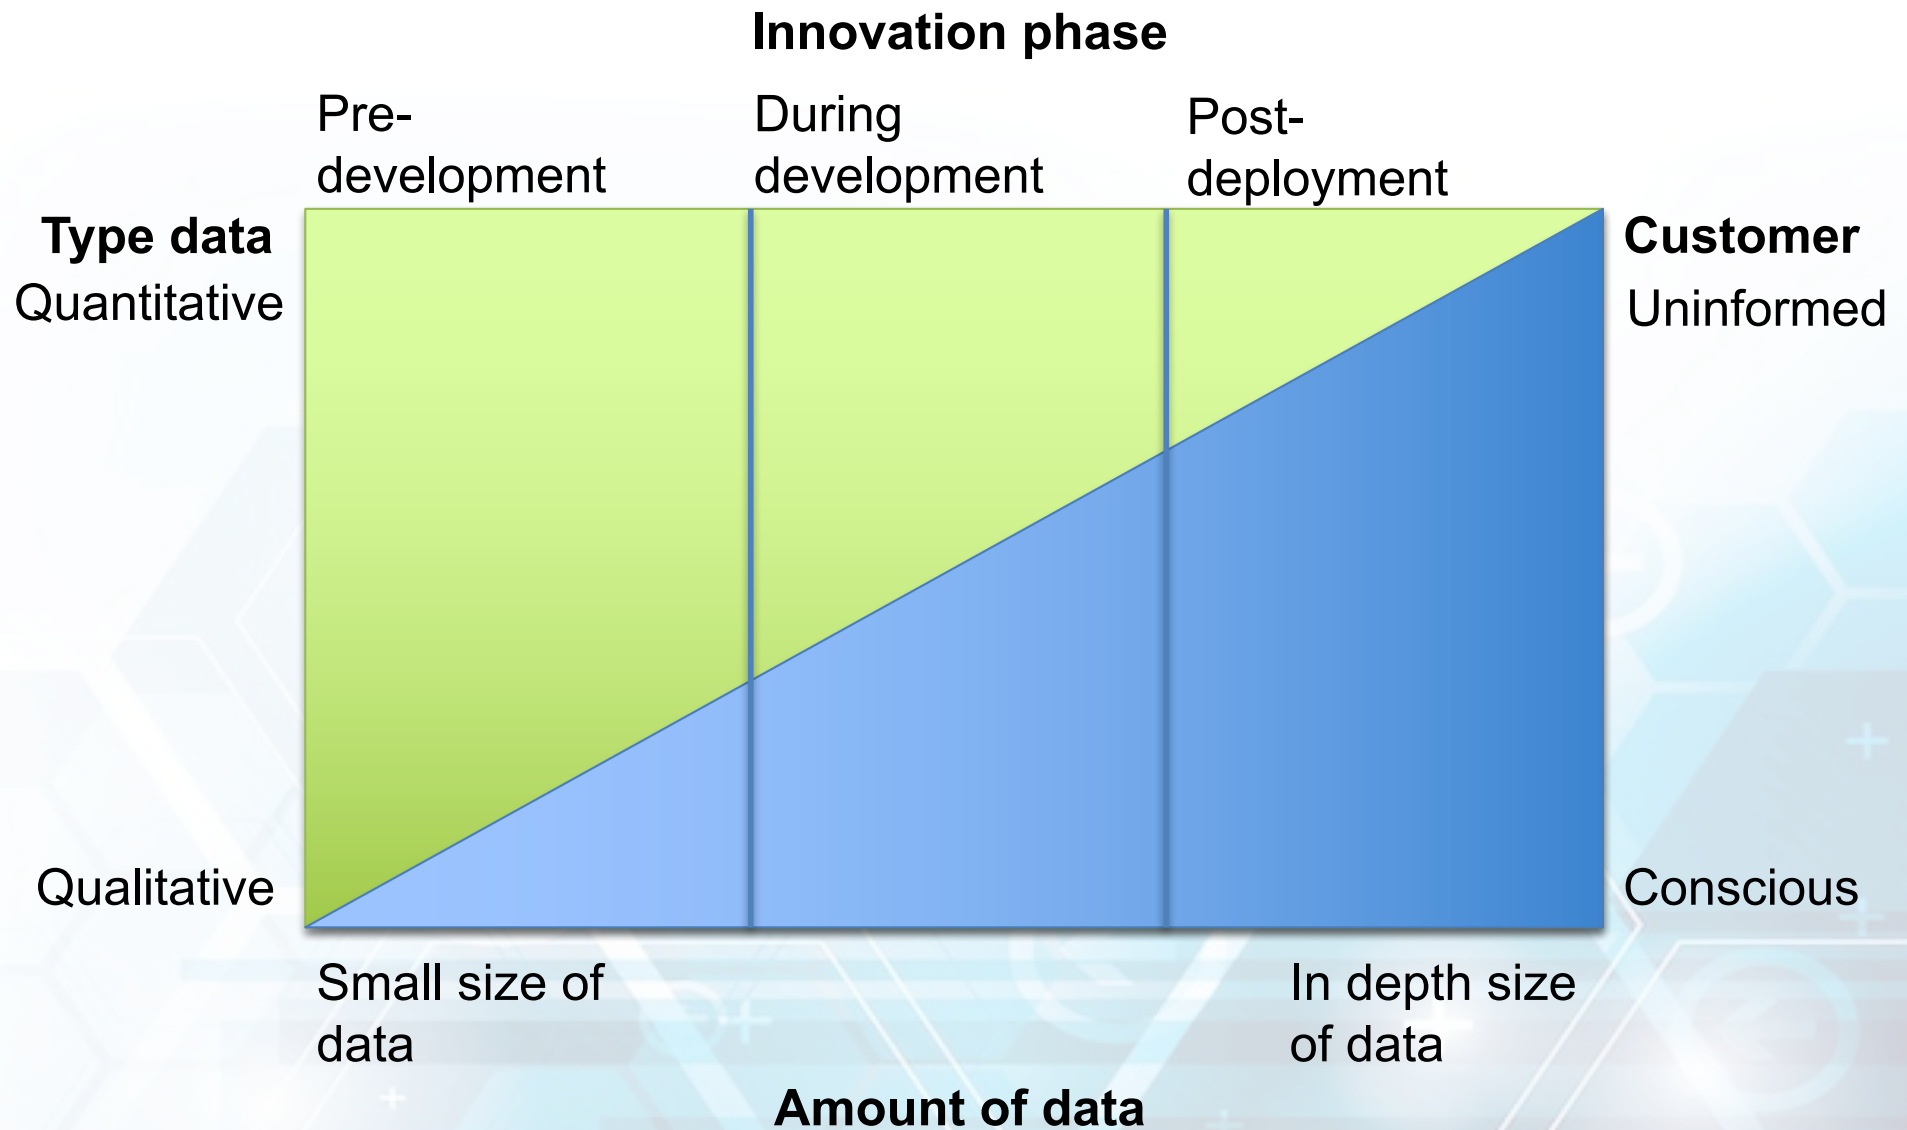 Innovation phase
Pre-
development
During
development
Post-
deployment
Type data
Quantitative
Customer
Uninformed
Qualitative
Conscious
Small size of
data
In depth size
of data
Amount of data